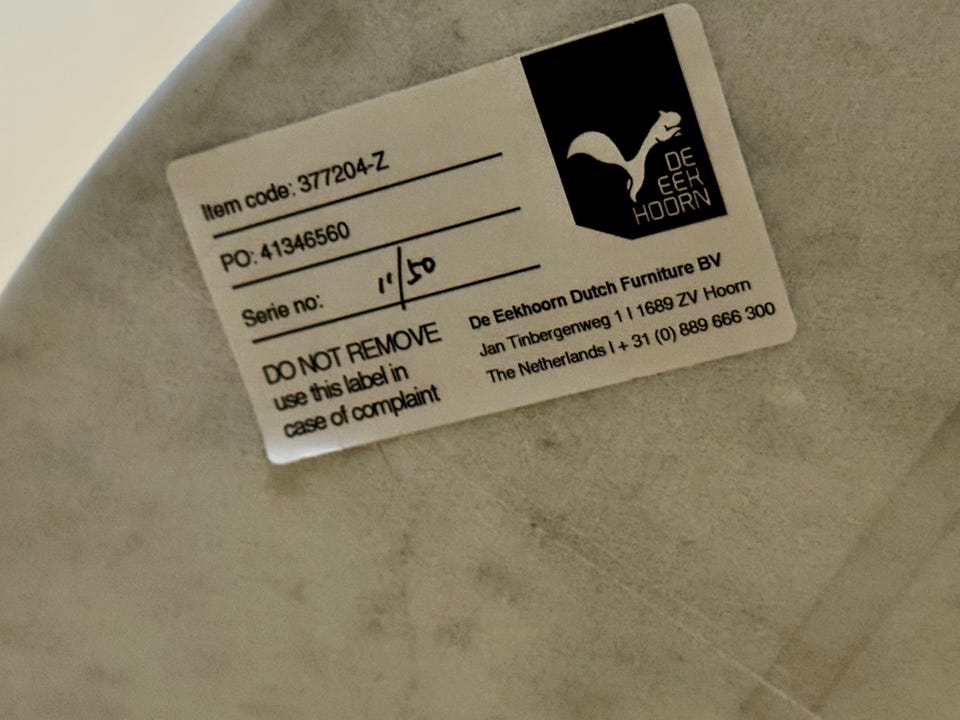 Item code: 377204-Z
PO: 41346560
Serie no: 11/50
DO NOT REMOVE
use this label in
case of complaint
DE
EEK
HOORN
De Eekhoorn Dutch Furniture BV
Jan Tinbergenweg 1 I 1689 ZV Hoorn
The Netherlands I + 31 (0) 889 666 300